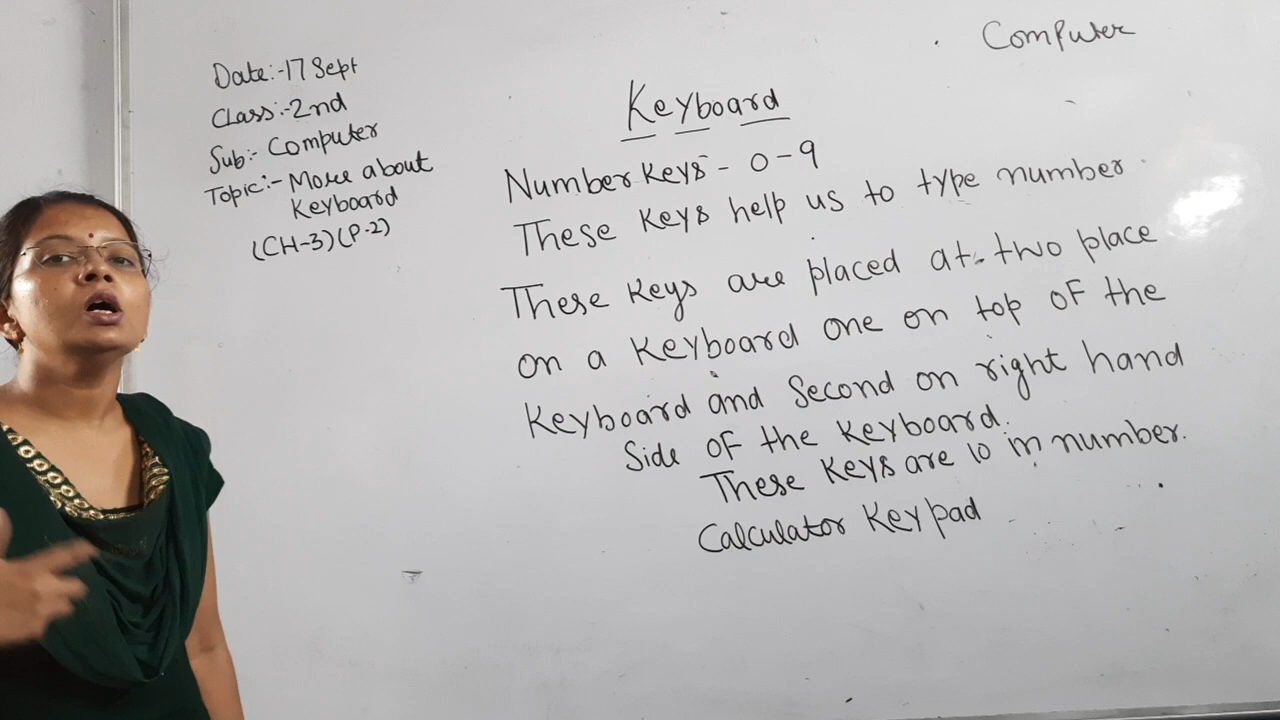 Computer
Date:-17 Sept
Class:-2nd
Sub:- Computer
Topic:- More about
Keyboard
(CH-3)(P-2)
Keyboard
Number Keys - 0-9
These Keys help us to type number
These Keys are placed at two place
on a Keyboard one on top of the
Keyboard and Second on right hand
Side of the Keyboard.
These Keys are 10 in number.
Calculator Keypad